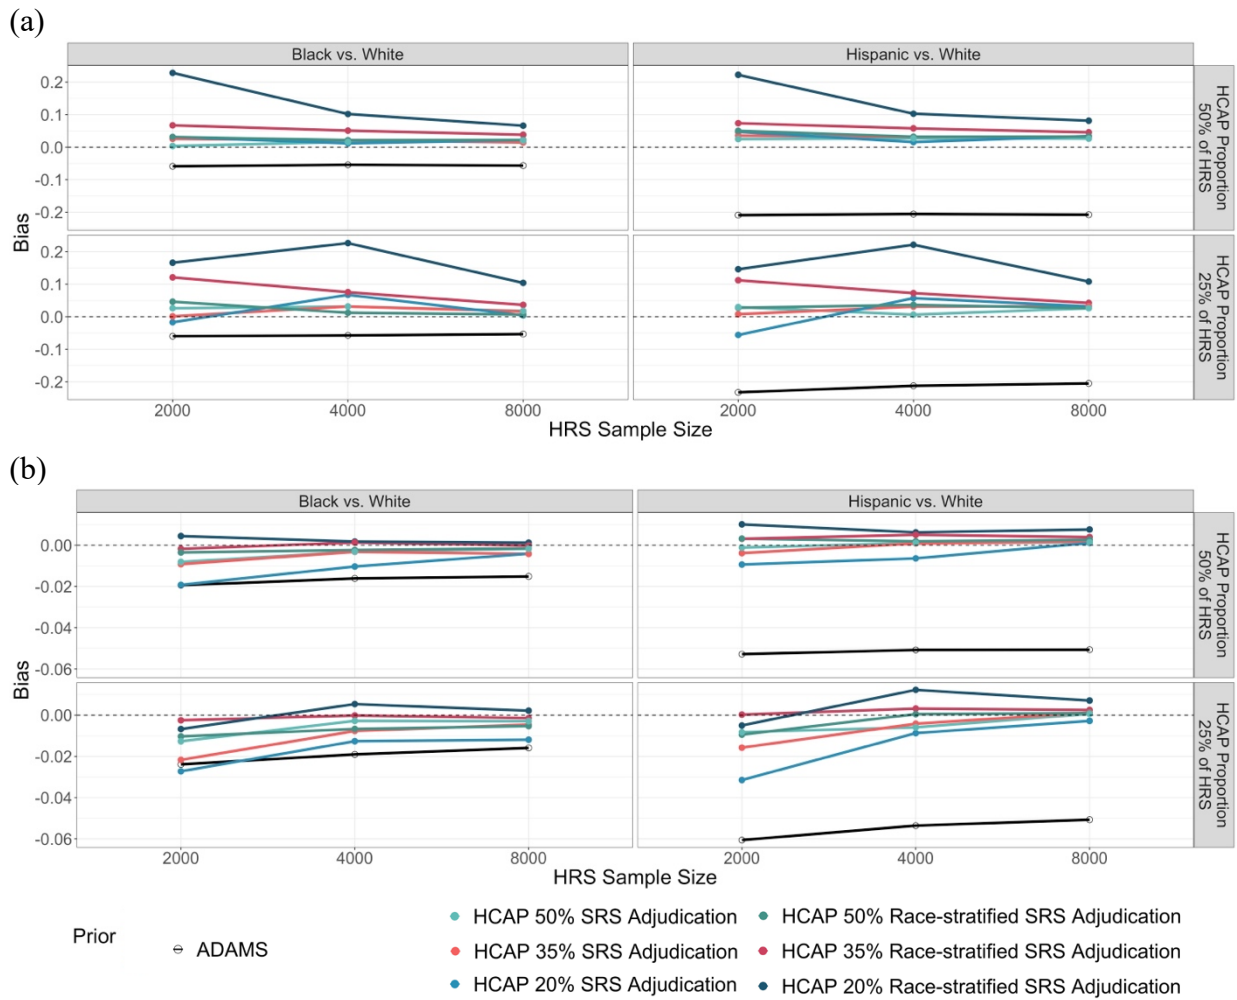 (a)
Black vs. White
Hispanic vs. White
0.2
0.1
0.0
-0.1
-0.2
HCAP Proportion
50% of HRS
Bias
0.2
0.1
0.0
-0.1
-0.2
HCAP Proportion
25% of HRS
2000 4000 8000
2000 4000 8000
HRS Sample Size
(b)
Black vs. White
Hispanic vs. White
0.00
-0.02
-0.04
-0.06
HCAP Proportion
50% of HRS
Bias
0.00
-0.02
-0.04
-0.06
HCAP Proportion
25% of HRS
2000 4000 8000
2000 4000 8000
HRS Sample Size
Prior
ADAMS
HCAP 50% SRS Adjudication
HCAP 35% SRS Adjudication
HCAP 20% SRS Adjudication
HCAP 50% Race-stratified SRS Adjudication
HCAP 35% Race-stratified SRS Adjudication
HCAP 20% Race-stratified SRS Adjudication